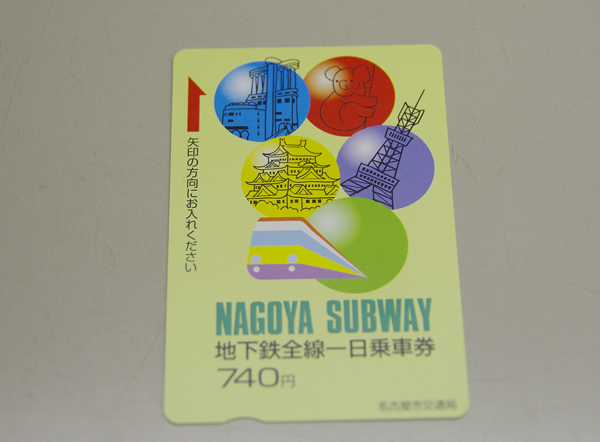 矢印の方向にお入れください
NAGOYA SUBWAY
地下鉄全線一日乗車券
740円
名古屋市交通局